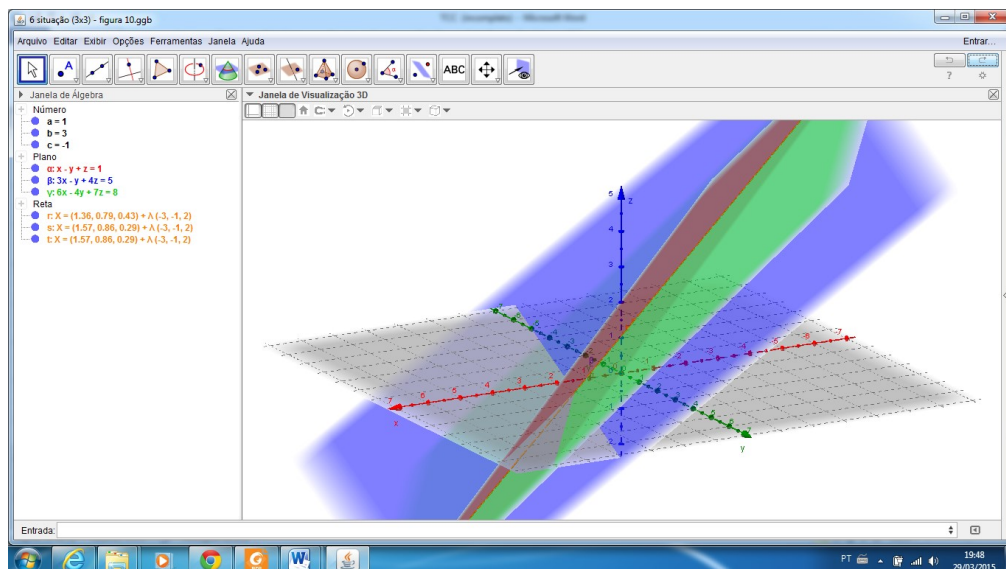 6 situação (3x3) - figura 10.ggb
Arquivo Editar Exibir Opções Ferramentas Janela Ajuda
Entrar...
ABC
Janela de Álgebra
Janela de Visualização 3D
Número
a = 1
b = 3
c = -1
Plano
α: x - y + z = 1
β: 3x - y + 4z = 5
γ: 6x - 4y + 7z = 8
Reta
r: X = (1.36, 0.79, 0.43) + λ (-3, -1, 2)
s: X = (1.57, 0.86, 0.29) + λ (-3, -1, 2)
t: X = (1.57, 0.86, 0.29) + λ (-3, -1, 2)
z
x
y
Entrada:
PT
19:48
29/03/2015